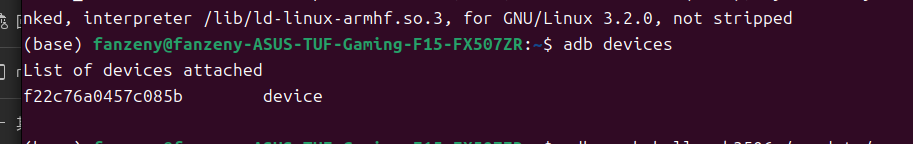 nked, interpreter /lib/ld-linux-armhf.so.3, for GNU/Linux 3.2.0, not stripped
(base) fanzeny@fanzeny-ASUS-TUF-Gaming-F15-FX507ZR:~$ adb devices
List of devices attached
f22c76a0457c085b device